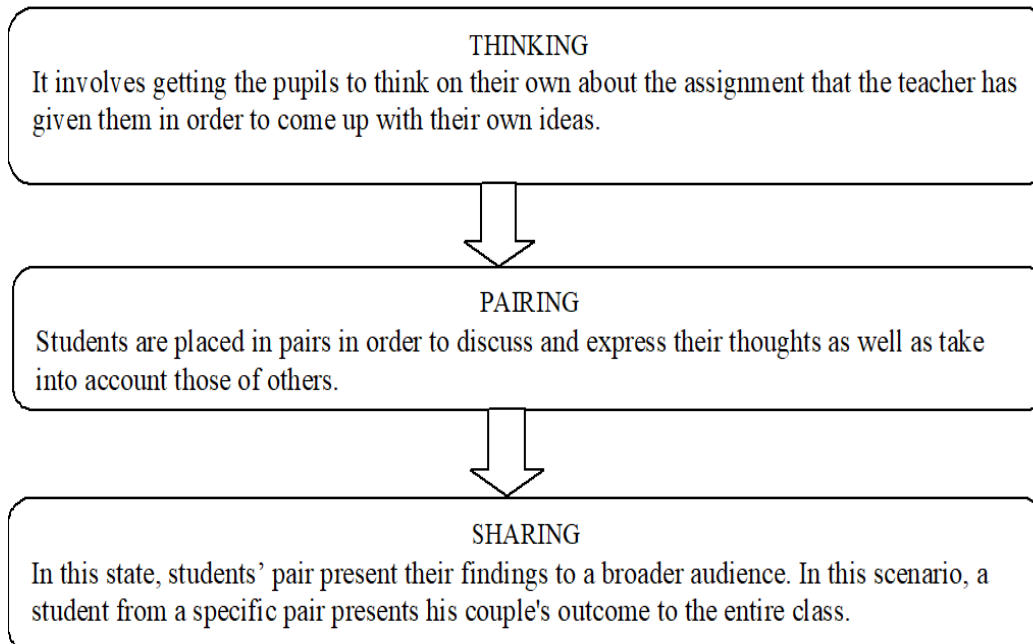 THINKING
It involves getting the pupils to think on their own about the assignment that the teacher has
given them in order to come up with their own ideas.
PAIRING
Students are placed in pairs in order to discuss and express their thoughts as well as take
into account those of others.
SHARING
In this state, students’ pair present their findings to a broader audience. In this scenario, a
student from a specific pair presents his couple's outcome to the entire class.